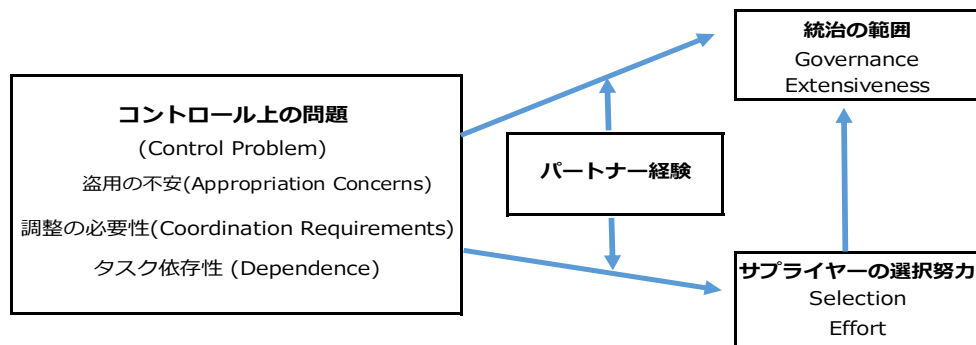 コントロール上の問題
(Control Problem)
盗用の不安(Appropriation Concerns)
調整の必要性(Coordination Requirements)
タスク依存性 (Dependence)
パートナー経験
統治の範囲
Governance
Extensiveness
サプライヤーの選択努力
Selection
Effort